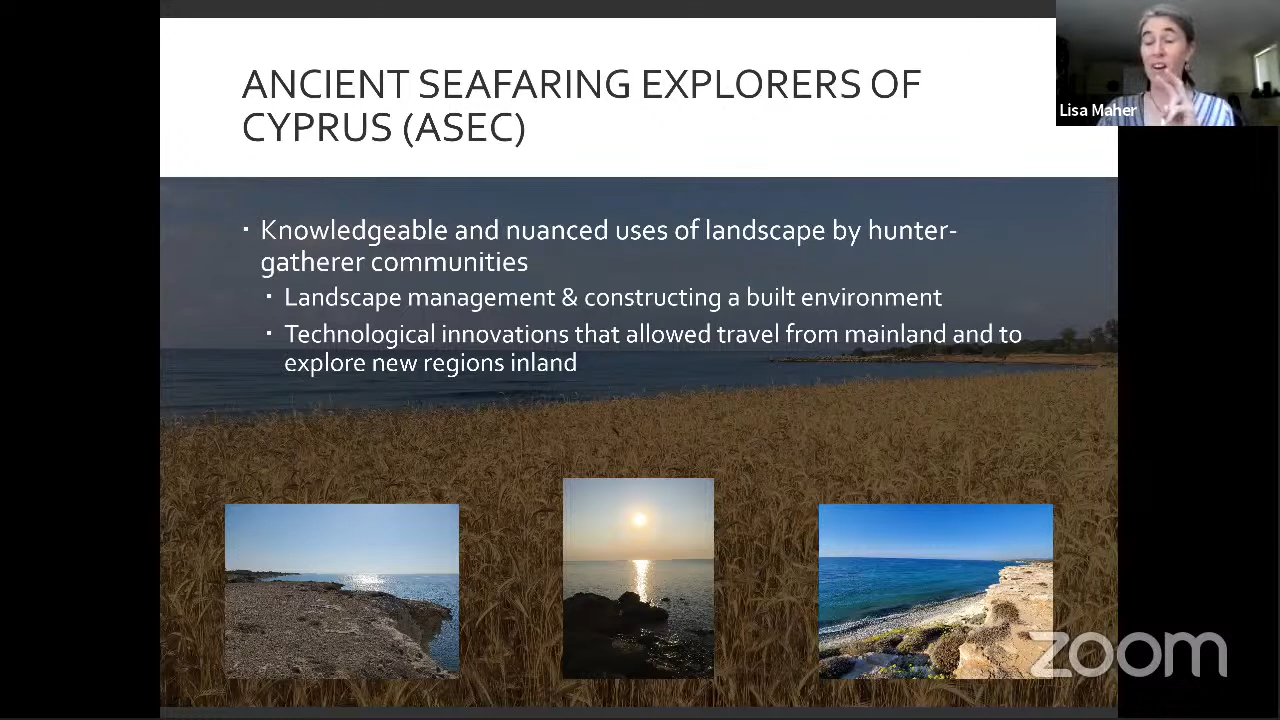 ANCIENT SEAFARING EXPLORERS OF
CYPRUS (ASEC)
Lisa Maher
▪ Knowledgeable and nuanced uses of landscape by hunter-
gatherer communities
▪ Landscape management & constructing a built environment
▪ Technological innovations that allowed travel from mainland and to
explore new regions inland
zoom